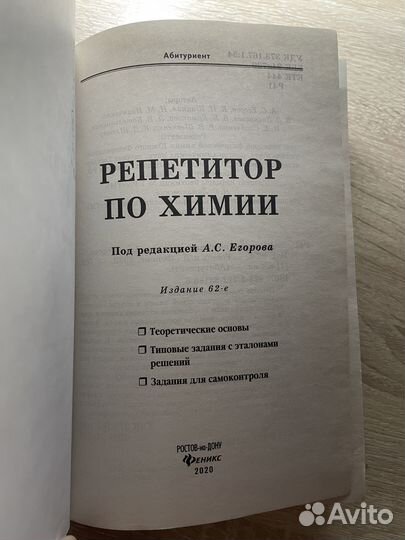 Абитуриент
РЕПЕТИТОР
ПО ХИМИИ
Под редакцией А.С. Егорова
Издание 62-е
❒ Теоретические основы
❒ Типовые задания с эталонами
решений
❒ Задания для самоконтроля
РОСТОВ-на-ДОНУ
ФЕНИКС
2020
Avito